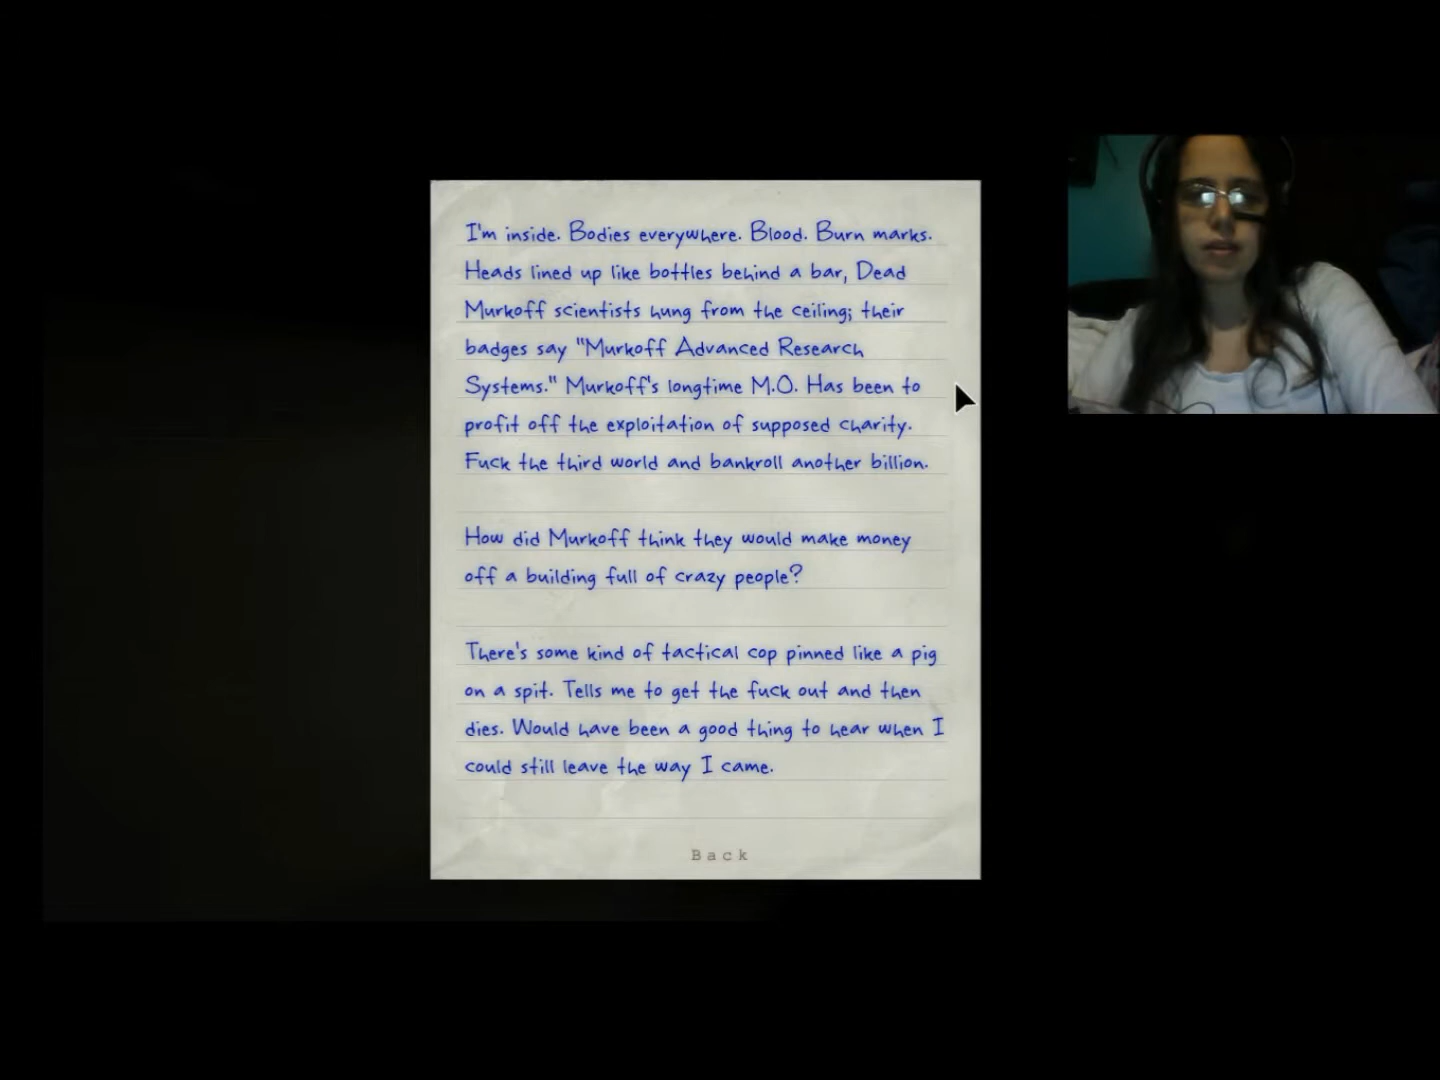 I'm inside. Bodies everywhere. Blood. Burn marks.
Heads lined up like bottles behind a bar, Dead
Murkoff scientists hung from the ceiling; their
badges say "Murkoff Advanced Research
Systems." Murkoff's longtime M.O. Has been to
profit off the exploitation of supposed charity.
Fuck the third world and bankroll another billion.
How did Murkoff think they would make money
off a building full of crazy people?
There's some kind of tactical cop pinned like a pig
on a spit. Tells me to get the fuck out and then
dies. Would have been a good thing to hear when I
could still leave the way I came.
Back